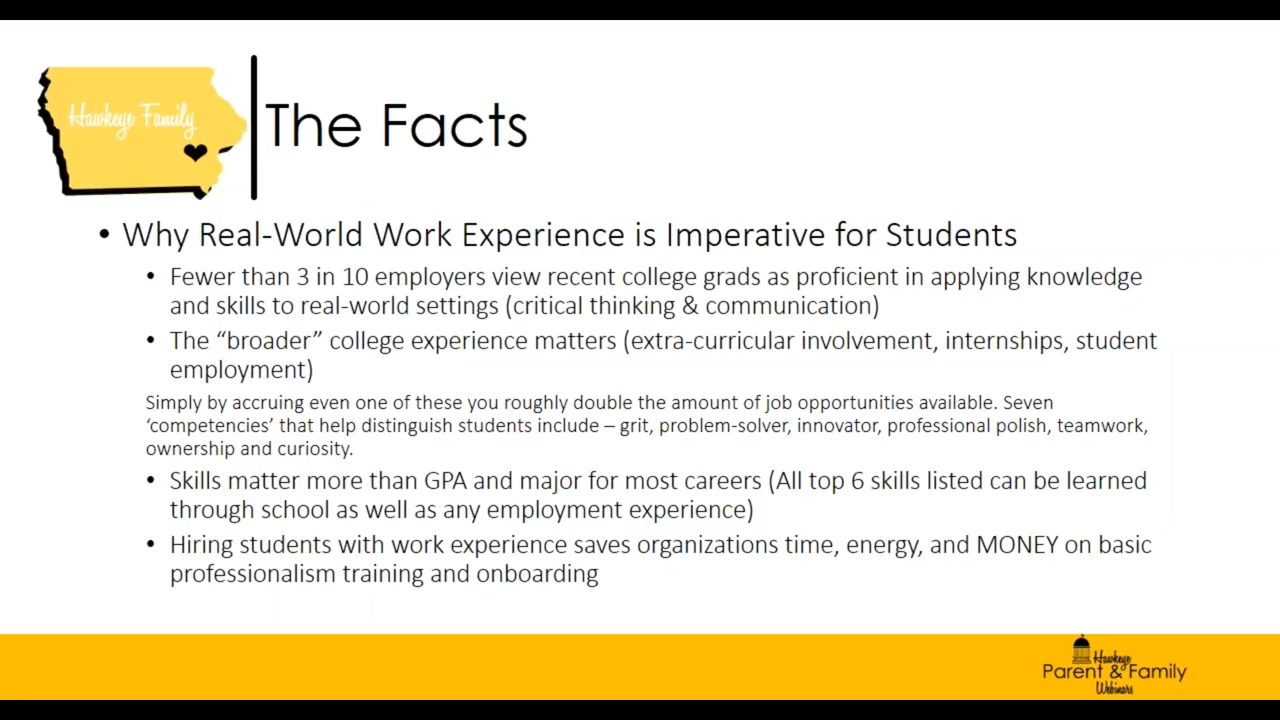 Hawkeye Family
The Facts
• Why Real-World Work Experience is Imperative for Students
• Fewer than 3 in 10 employers view recent college grads as proficient in applying knowledge
and skills to real-world settings (critical thinking & communication)
• The “broader” college experience matters (extra-curricular involvement, internships, student
employment)
Simply by accruing even one of these you roughly double the amount of job opportunities available. Seven
‘competencies’ that help distinguish students include – grit, problem-solver, innovator, professional polish, teamwork,
ownership and curiosity.
• Skills matter more than GPA and major for most careers (All top 6 skills listed can be learned
through school as well as any employment experience)
• Hiring students with work experience saves organizations time, energy, and MONEY on basic
professionalism training and onboarding
Hawkeye
Parent & Family
Webinars